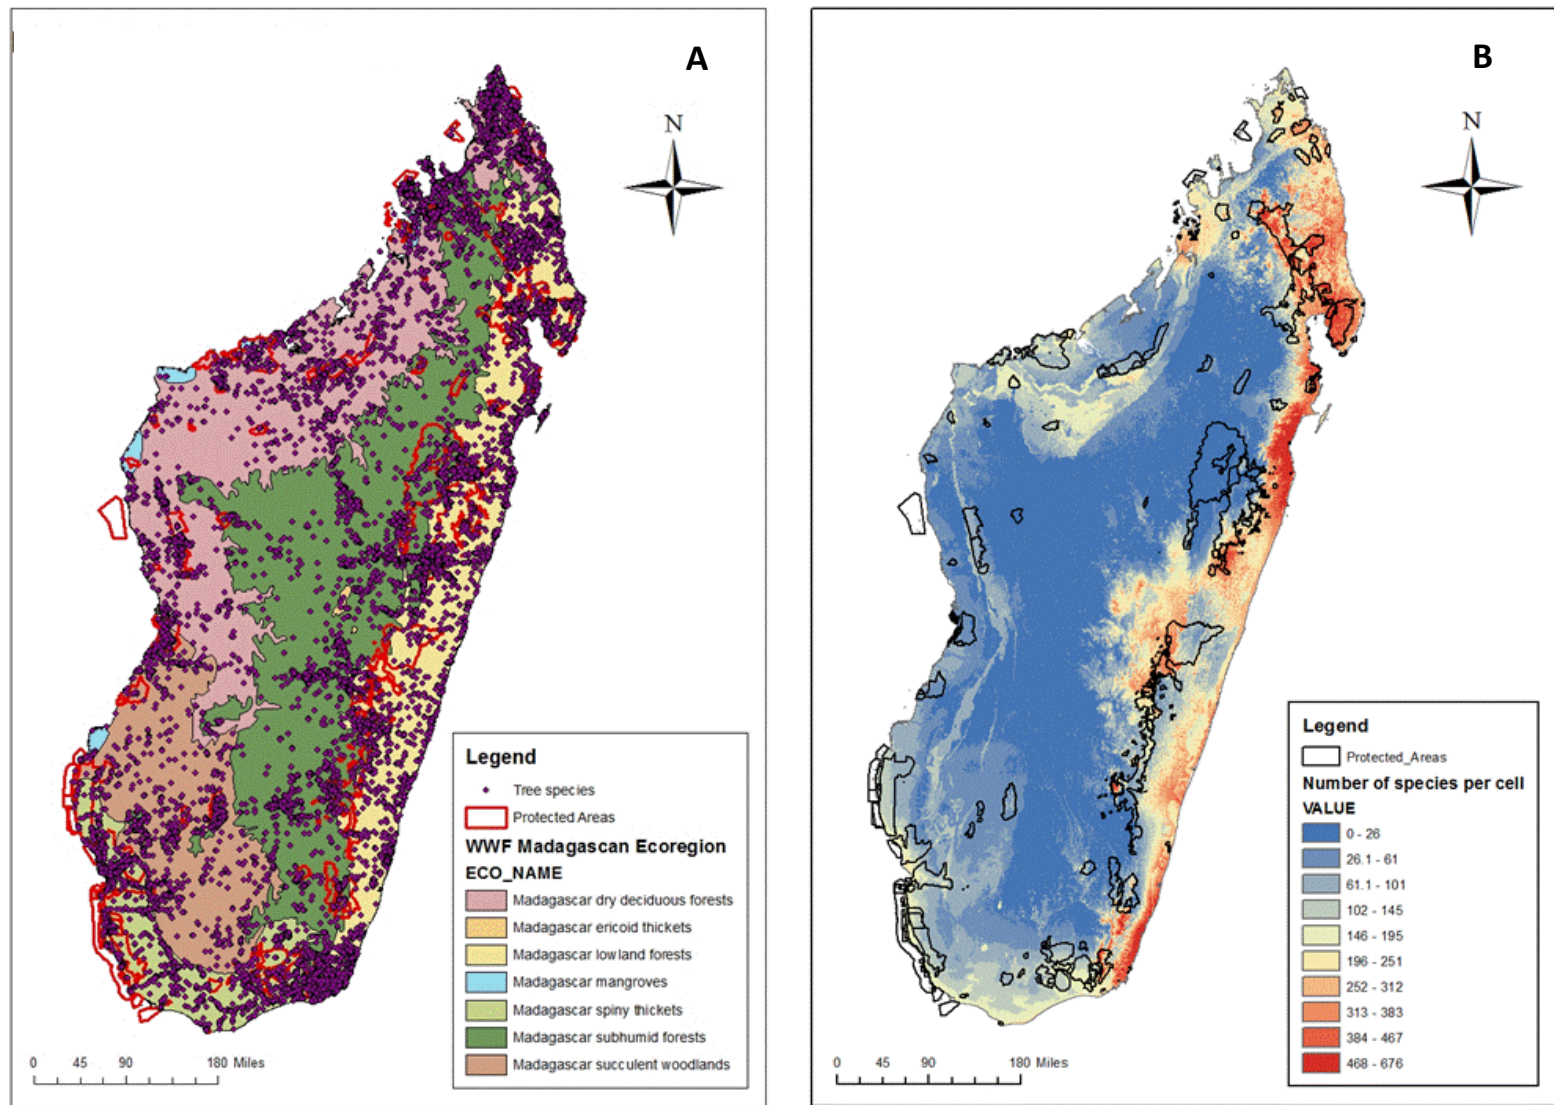 A
N
Legend
Tree species
Protected Areas
WWF Madagascan Ecoregion
ECO_NAME
Madagascar dry deciduous forests
Madagascar ericoid thickets
Madagascar lowland forests
Madagascar mangroves
Madagascar spiny thickets
Madagascar subhumid forests
Madagascar succulent woodlands
0 45 90 180 Miles
B
N
Legend
Protected_Areas
Number of species per cell
VALUE
0 - 26
26.1 - 61
61.1 - 101
102 - 145
146 - 195
196 - 251
252 - 312
313 - 383
384 - 467
468 - 676
0 45 90 180 Miles